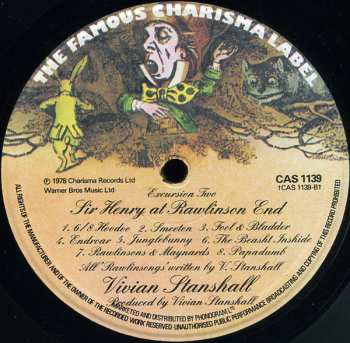 THE FAMOUS CHARISMA LABEL
℗ 1978 Charisma Records Ltd
Warner Bros Music Ltd
CAS 1139
1CAS 1139-B1
Excursion Two
Sir Henry at Rawlinson End
1. 6/8 Hoodoo 2. Smeeton 3. Fool & Bladder
4. Endroar 5. Junglebunny 6. The Beasht Inshide
7. Rawlinsons & Maynards 8. Papadumb
All Rawlinsongs written by V. Stanshall
Vivian Stanshall
Produced by Vivian Stanshall
MARKETED AND DISTRIBUTED BY PHONOGRAM LTD
ALL RIGHTS OF THE MANUFACTURER AND OF THE OWNER OF THE RECORDED WORK RESERVED·UNAUTHORISED PUBLIC PERFORMANCE BROADCASTING AND COPYING OF THIS RECORD PROHIBITED